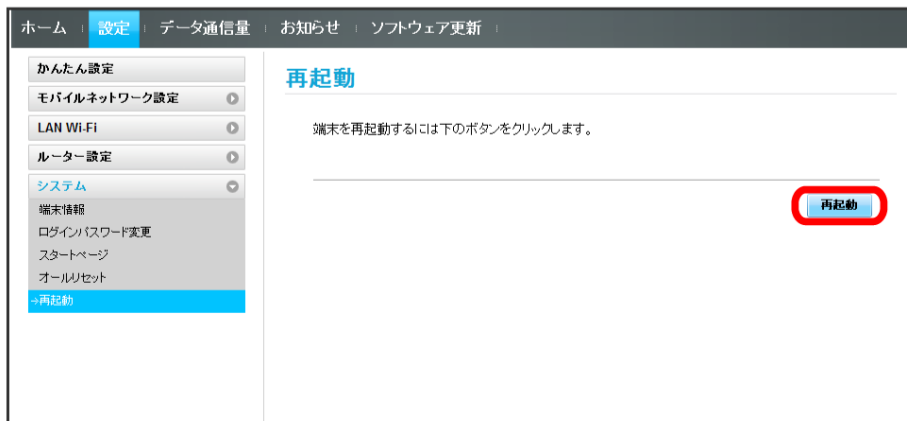 ホーム 設定 データ通信量 お知らせ ソフトウェア更新
かんたん設定
モバイルネットワーク設定
LAN Wi-Fi
ルーター設定
システム
端末情報
ログインパスワード変更
スタートページ
オールリセット
→再起動
再起動
端末を再起動するには下のボタンをクリックします。
再起動